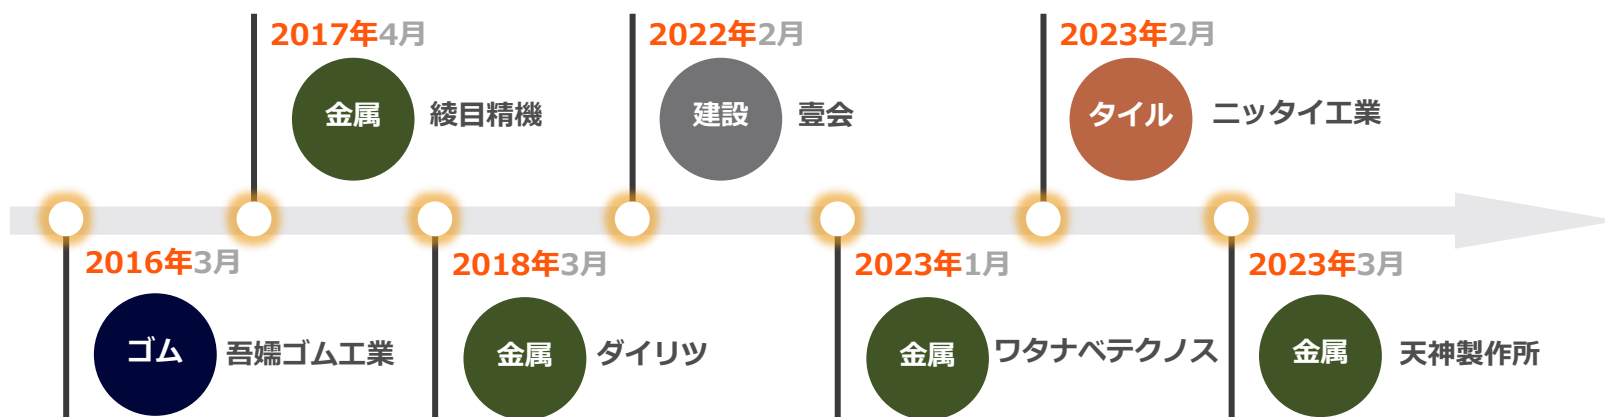 2017年4月
金属 綾目精機
2022年2月
建設 壹会
2023年2月
タイル ニッタイ工業
2016年3月
ゴム 吾嬬ゴム工業
2018年3月
金属 ダイリツ
2023年1月
金属 ワタナベテクノス
2023年3月
金属 天神製作所